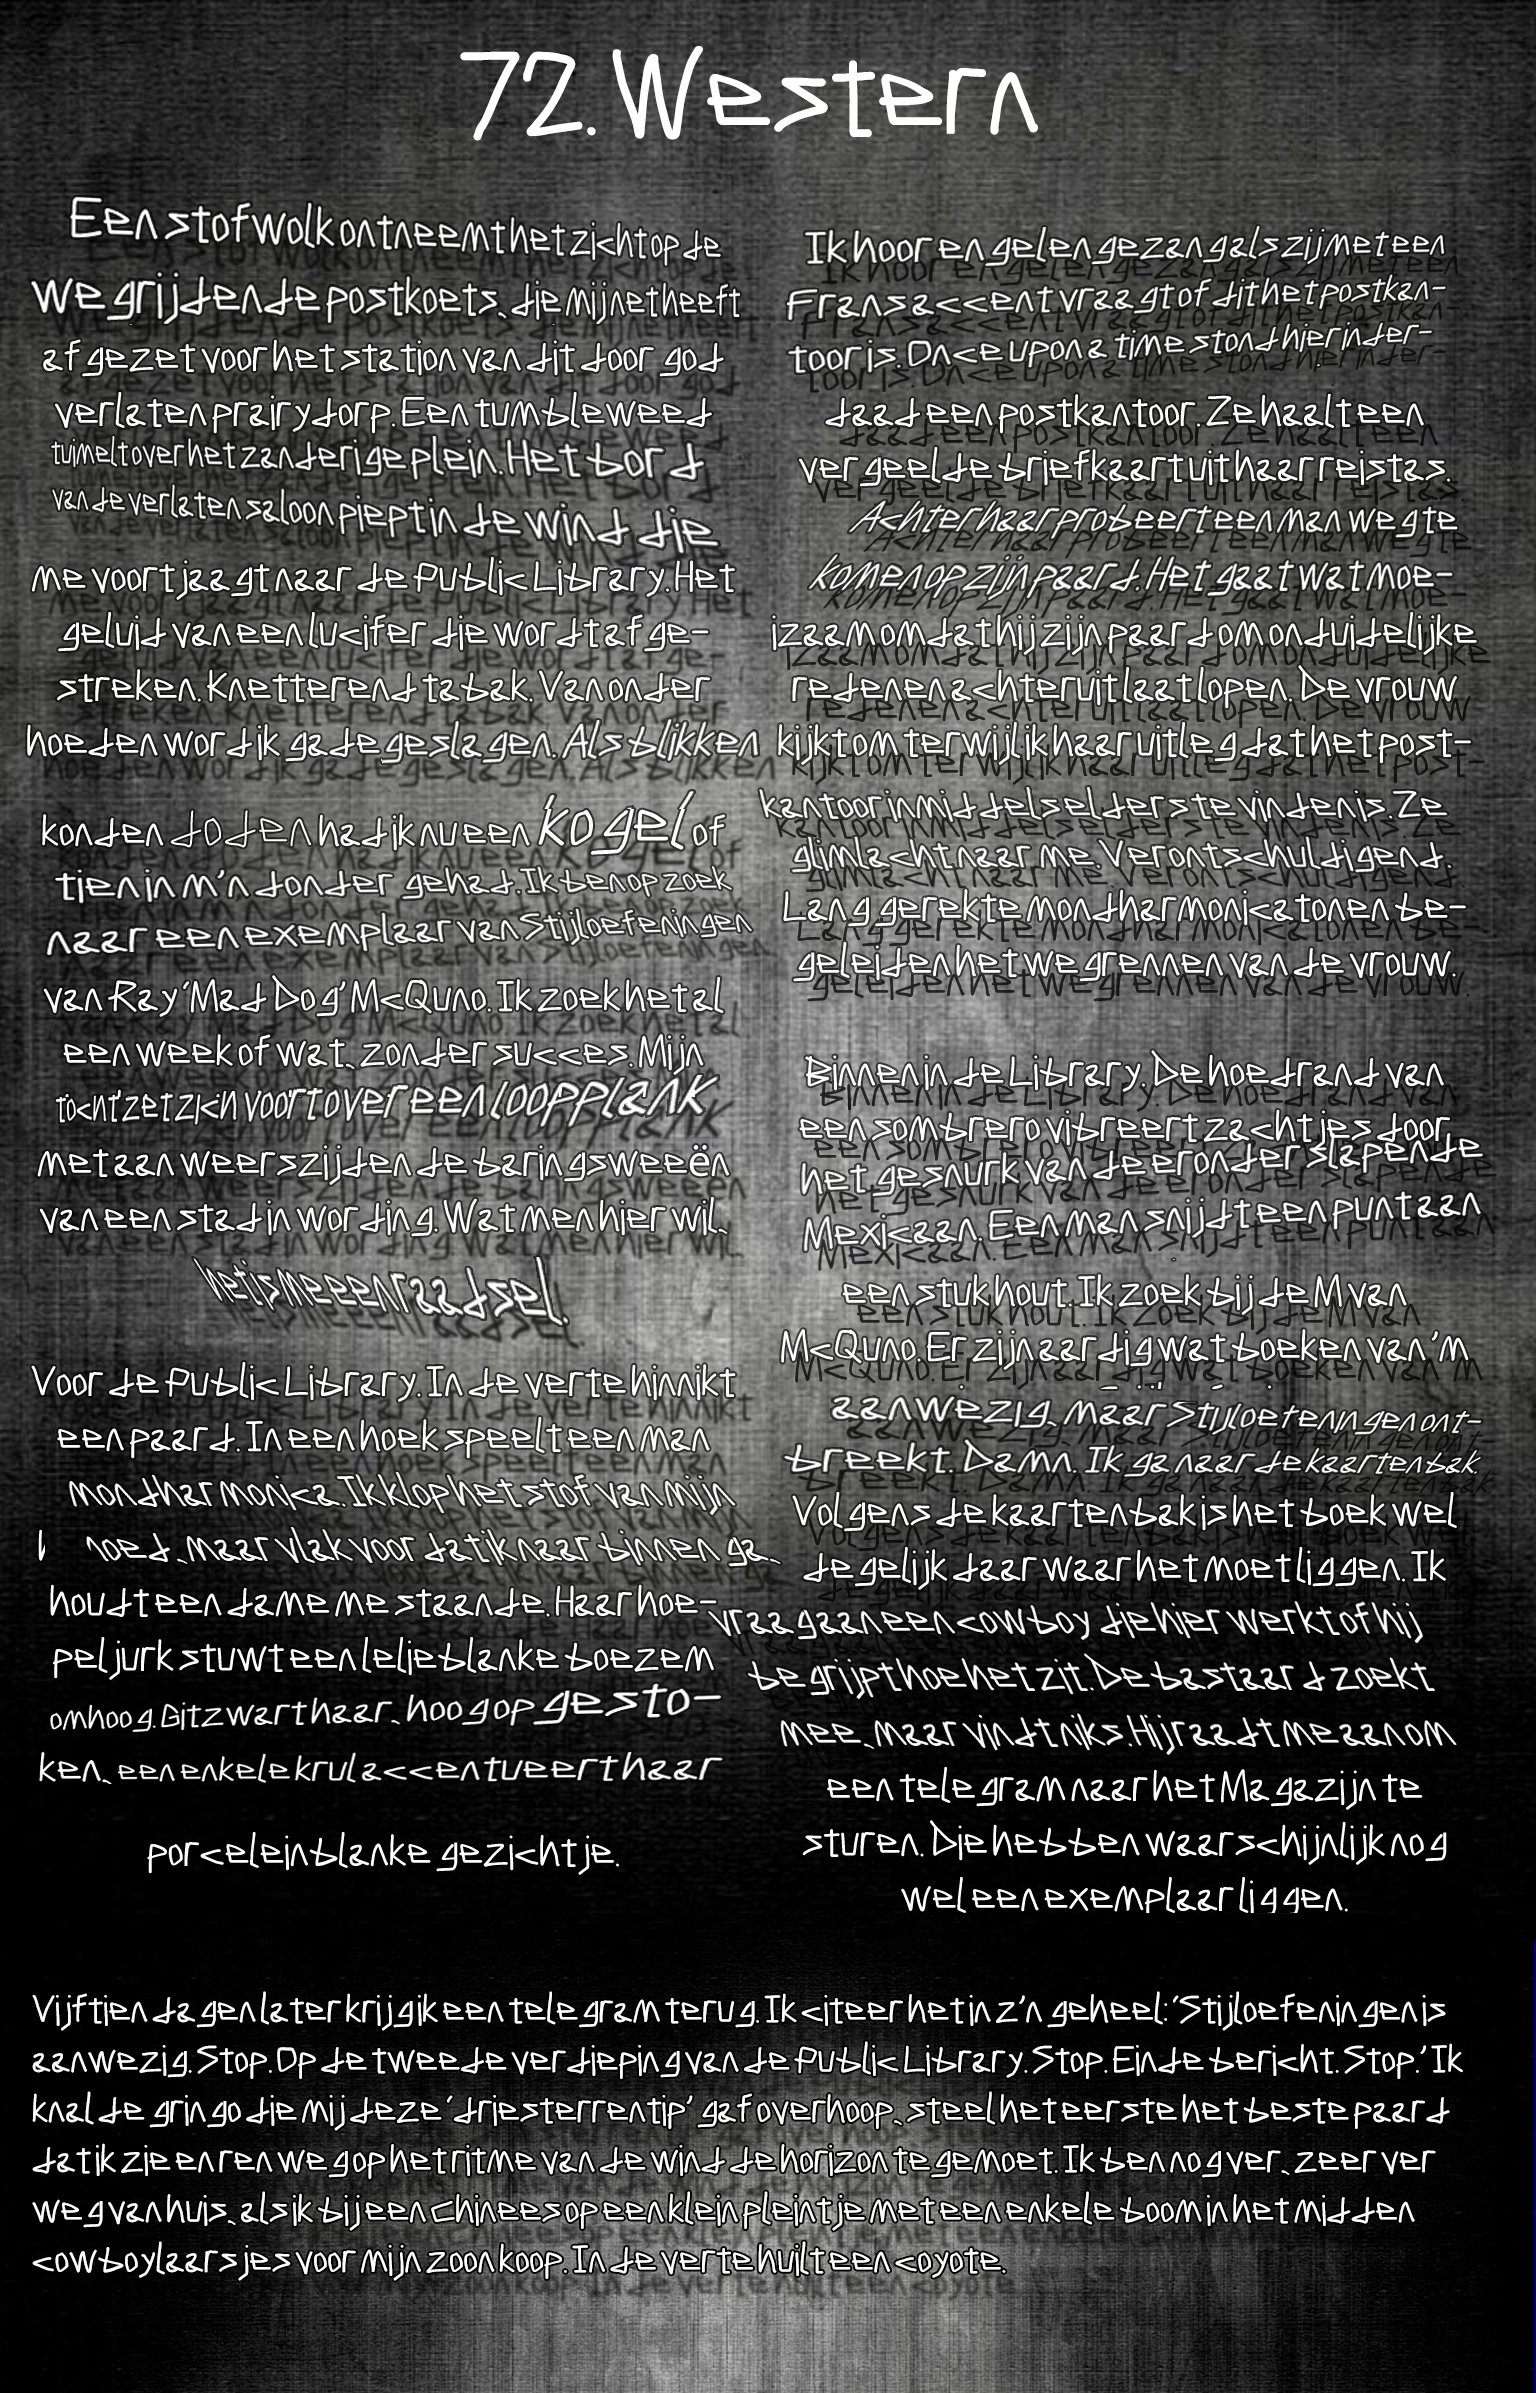 72. Western
Een stofwolk ontneemt het zicht op de
wegrijdende postkoets, die mij net heeft
afgezet voor het station van dit door god
verlaten prairydorp. Een tumbleweed
tuimelt over het zanderige plein. Het bord
van de verlaten saloon piept in de wind die
me voortjaagt naar de Public Library. Het
geluid van een lucifer die wordt afge-
streken. Knetterend tabak. Van onder
hoeden word ik gadegeslagen. Als blikken
konden doden had ik nu een kogel of
tien in m'n donder gehad. Ik ben op zoek
naar een exemplaar van Stijloefeningen
van Ray 'Mad Dog' McQuno. Ik zoek het al
een week of wat, zonder succes. Mijn
tocht zet zich voort over een loopplank
met aan weerszijden de baringsweeën
van een stad in wording. Wat men hier wil,
het is me een raadsel.
Voor de Public Library. In de verte hinnikt
een paard. In een hoek speelt een man
mondharmonica. Ik klop het stof van mijn
hoed, maar vlak voordat ik naar binnen ga,
houdt een dame me staande. Haar hoe-
peljurk stuwt een lelieblanke boezem
omhoog. Gitzwart haar, hoog opgesto-
ken, een enkele krul accentueert haar
porceleinblanke gezichtje.
Ik hoor engelengezang als zij met een
Frans accent vraagt of dit het postkan-
toor is. Once upon a time stond hier inder-
daad een postkantoor. Ze haalt een
vergeelde briefkaart uit haar reistas.
Achter haar probeert een man weg te
komen op zijn paard. Het gaat wat moe-
izaam omdat hij zijn paard om onduidelijke
redenen achteruit laat lopen. De vrouw
kijkt om terwijl ik haar uitleg dat het post-
kantoor inmiddels elders te vinden is. Ze
glimlacht naar me. Verontschuldigend.
Langgerekte mondharmonicatonen be-
geleiden het wegrennen van de vrouw.
Binnen in de Library. De hoedrand van
een sombrero vibreert zachtjes door
het gesnurk van de eronder slapende
Mexicaan. Een man snijdt een punt aan
een stuk hout. Ik zoek bij de M van
McQuno. Er zijn aardig wat boeken van 'm
aanwezig, maar Stijloefeningen ont-
breekt. Damn. Ik ga naar de kaartenbak.
Volgens de kaartenbak is het boek wel
degelijk daar waar het moet liggen. Ik
vraag aan een cowboy die hier werkt of hij
begrijpt hoe het zit. De bastaard zoekt
mee, maar vindt niks. Hij raadt me aan om
een telegram naar het Magazijn te
sturen. Die hebben waarschijnlijk nog
wel een exemplaar liggen.
Vijftien dagen later krijg ik een telegram terug. Ik citeer het in z'n geheel: 'Stijloefeningen is
aanwezig. Stop. Op de tweede verdieping van de Public Library. Stop. Einde bericht. Stop.' Ik
knal de gringo die mij deze 'driesterrentip' gaf overhoop, steel het eerste het beste paard
dat ik zie en ren weg op het ritme van de wind de horizon tegemoet. Ik ben nog ver, zeer ver
weg van huis, als ik bij een Chinees op een klein pleintje met een enkele boom in het midden
cowboylaarsjes voor mijn zoon koop. In de verte huilt een coyote.